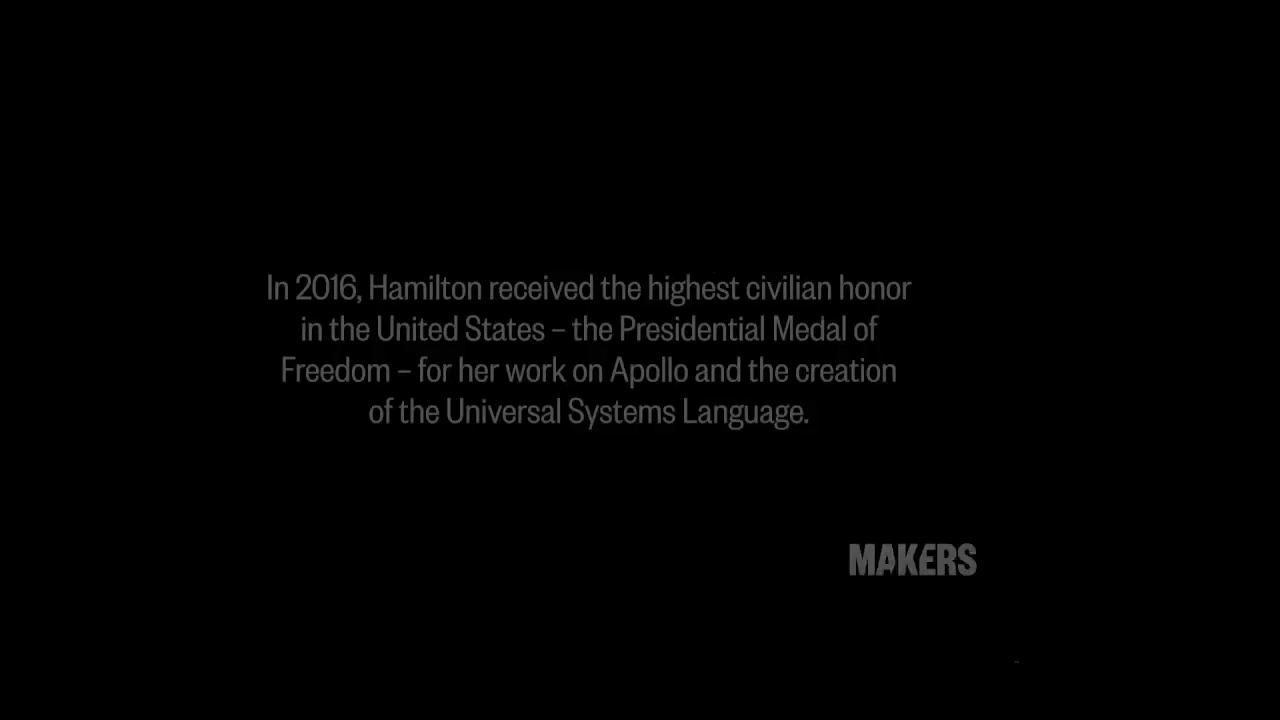 In 2016, Hamilton received the highest civilian honor
in the United States – the Presidential Medal of
Freedom – for her work on Apollo and the creation
of the Universal Systems Language.
MAKERS